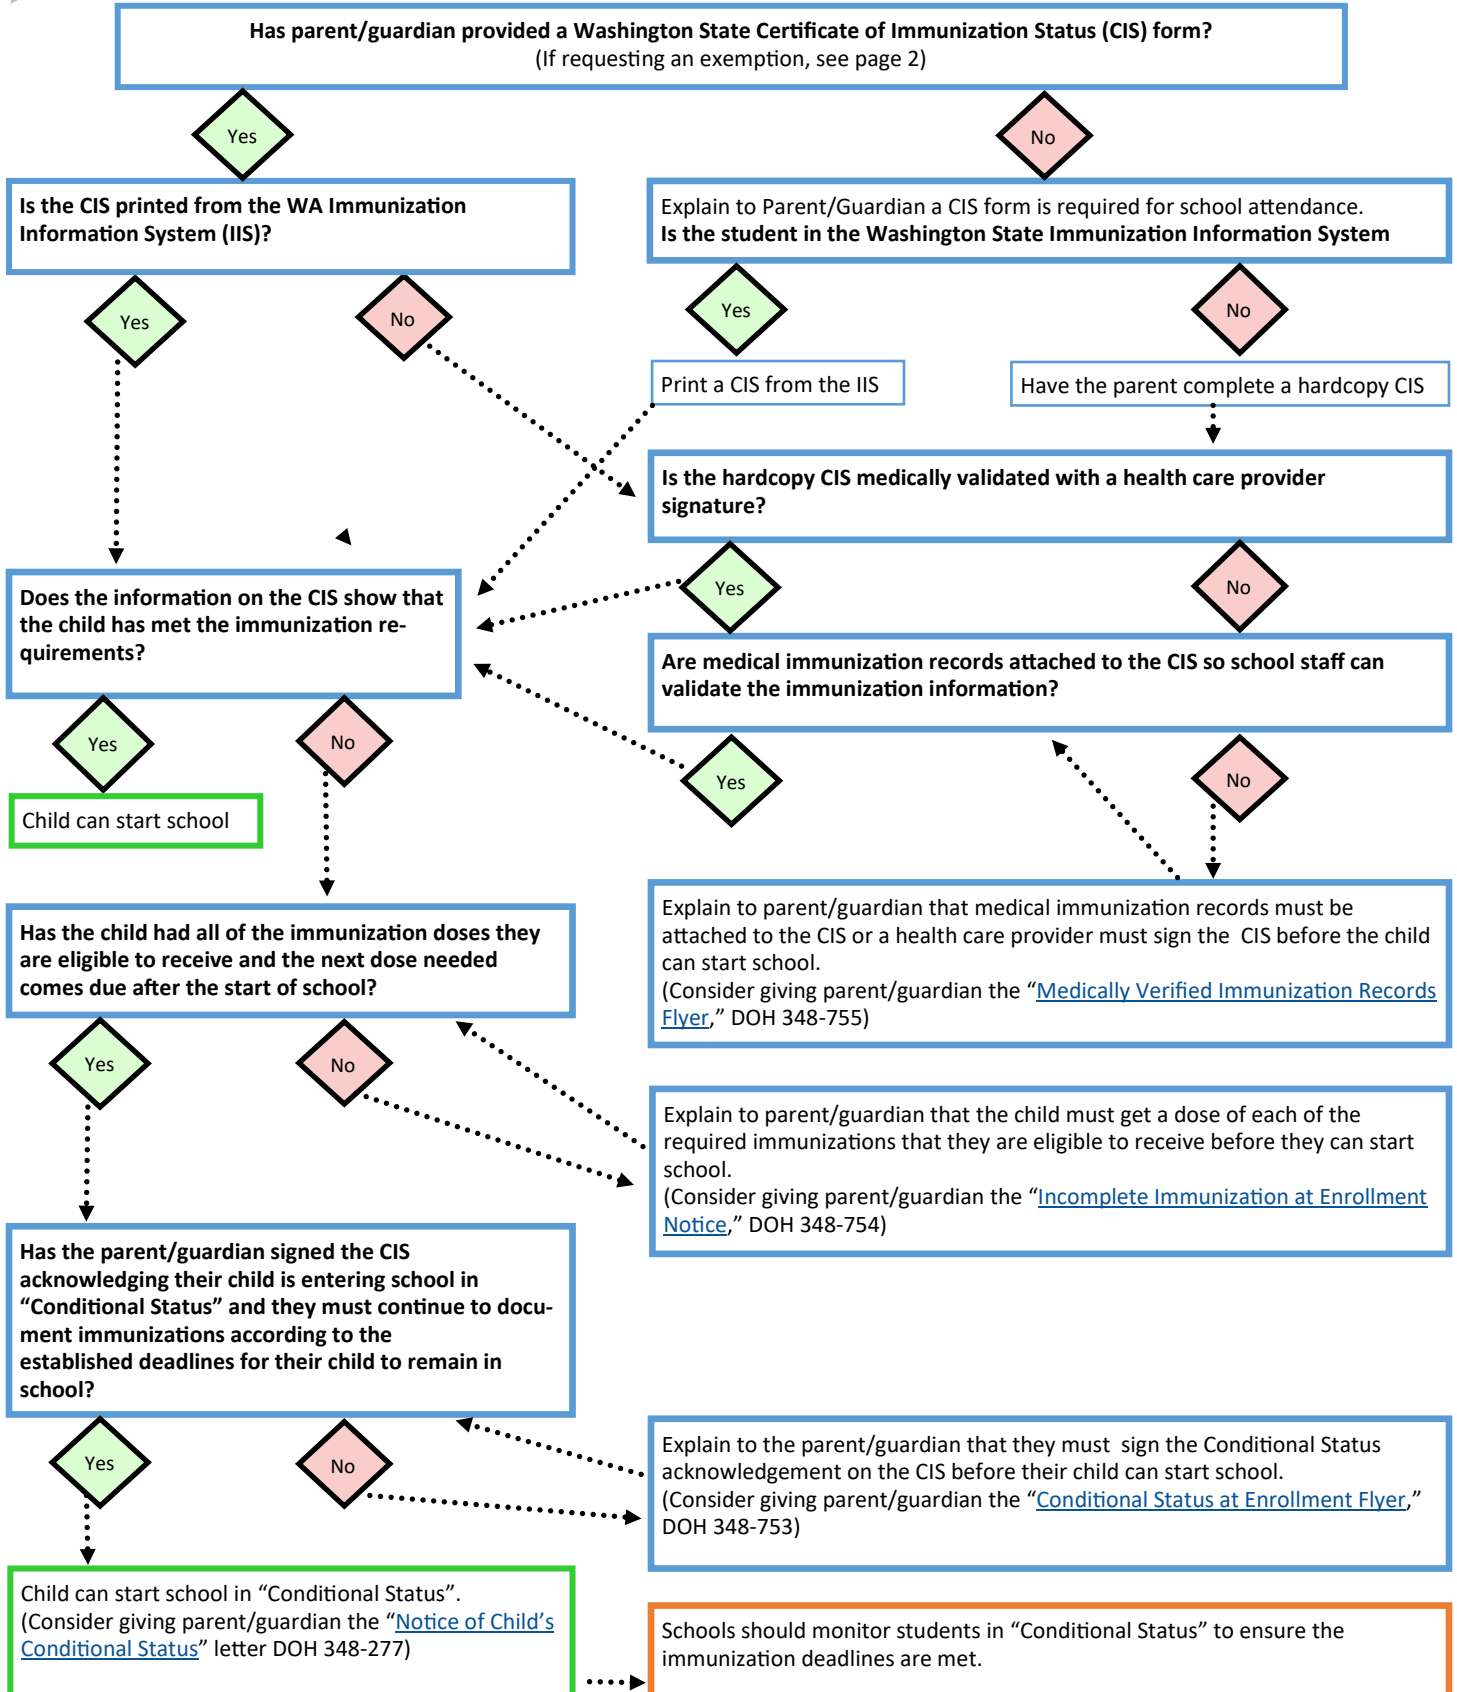 Has parent/guardian provided a Washington State Certificate of Immunization Status (CIS) form?
(If requesting an exemption, see page 2)
Yes
No
Is the CIS printed from the WA Immunization
Information System (IIS)?
Explain to Parent/Guardian a CIS form is required for school attendance.
Is the student in the Washington State Immunization Information System
Yes
No
Yes
No
Print a CIS from the IIS
Have the parent complete a hardcopy CIS
Is the hardcopy CIS medically validated with a health care provider
signature?
Yes
No
Does the information on the CIS show that
the child has met the immunization re-
quirements?
Are medical immunization records attached to the CIS so school staff can
validate the immunization information?
Yes
No
Yes
No
Child can start school
Explain to parent/guardian that medical immunization records must be
attached to the CIS or a health care provider must sign the  CIS before the child
can start school.
(Consider giving parent/guardian the “Medically Verified Immunization Records
Flyer,” DOH 348-755)
Has the child had all of the immunization doses they
are eligible to receive and the next dose needed
comes due after the start of school?
Yes
No
Explain to parent/guardian that the child must get a dose of each of the
required immunizations that they are eligible to receive before they can start
school.
(Consider giving parent/guardian the “Incomplete Immunization at Enrollment
Notice,” DOH 348-754)
Has the parent/guardian signed the CIS
acknowledging their child is entering school in
“Conditional Status” and they must continue to docu-
ment immunizations according to the
established deadlines for their child to remain in
school?
Yes
No
Explain to the parent/guardian that they must  sign the Conditional Status
acknowledgement on the CIS before their child can start school.
(Consider giving parent/guardian the “Conditional Status at Enrollment Flyer,”
DOH 348-753)
Child can start school in “Conditional Status”.
(Consider giving parent/guardian the “Notice of Child’s
Conditional Status” letter DOH 348-277)
Schools should monitor students in “Conditional Status” to ensure the
immunization deadlines are met.